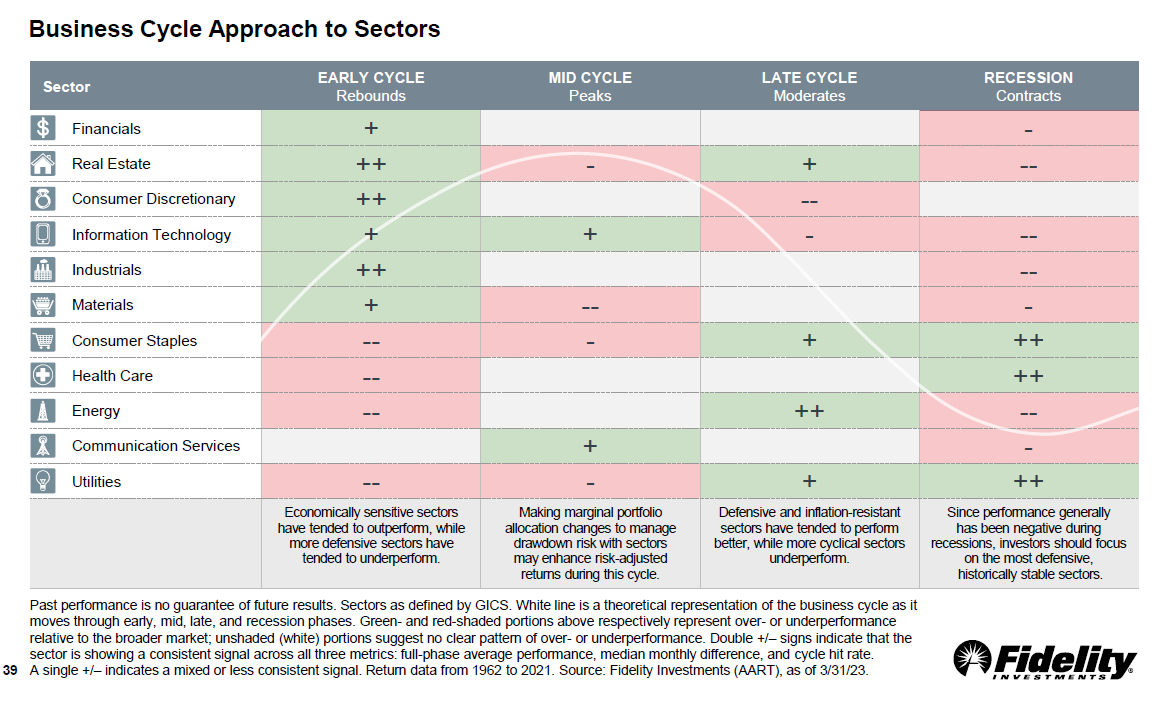 Business Cycle Approach to Sectors
Sector
EARLY CYCLE
Rebounds
MID CYCLE
Peaks
LATE CYCLE
Moderates
RECESSION
Contracts
$ Financials + -
Real Estate ++ - + --
Consumer Discretionary ++ --
Information Technology + + - --
Industrials ++ --
Materials + -- -
Consumer Staples -- - + ++
Health Care -- ++
Energy -- ++ --
Communication Services + -
Utilities -- - + ++
Economically sensitive sectors
have tended to outperform, while
more defensive sectors have
tended to underperform.
Making marginal portfolio
allocation changes to manage
drawdown risk with sectors
may enhance risk-adjusted
returns during this cycle.
Defensive and inflation-resistant
sectors have tended to perform
better, while more cyclical sectors
underperform.
Since performance generally
has been negative during
recessions, investors should focus
on the most defensive,
historically stable sectors.
Past performance is no guarantee of future results. Sectors as defined by GICS. White line is a theoretical representation of the business cycle as it
moves through early, mid, late, and recession phases. Green- and red-shaded portions above respectively represent over- or underperformance
relative to the broader market; unshaded (white) portions suggest no clear pattern of over- or underperformance. Double +/– signs indicate that the
sector is showing a consistent signal across all three metrics: full-phase average performance, median monthly difference, and cycle hit rate.
39 A single +/– indicates a mixed or less consistent signal. Return data from 1962 to 2021. Source: Fidelity Investments (AART), as of 3/31/23.
Fidelity
INVESTMENTS®